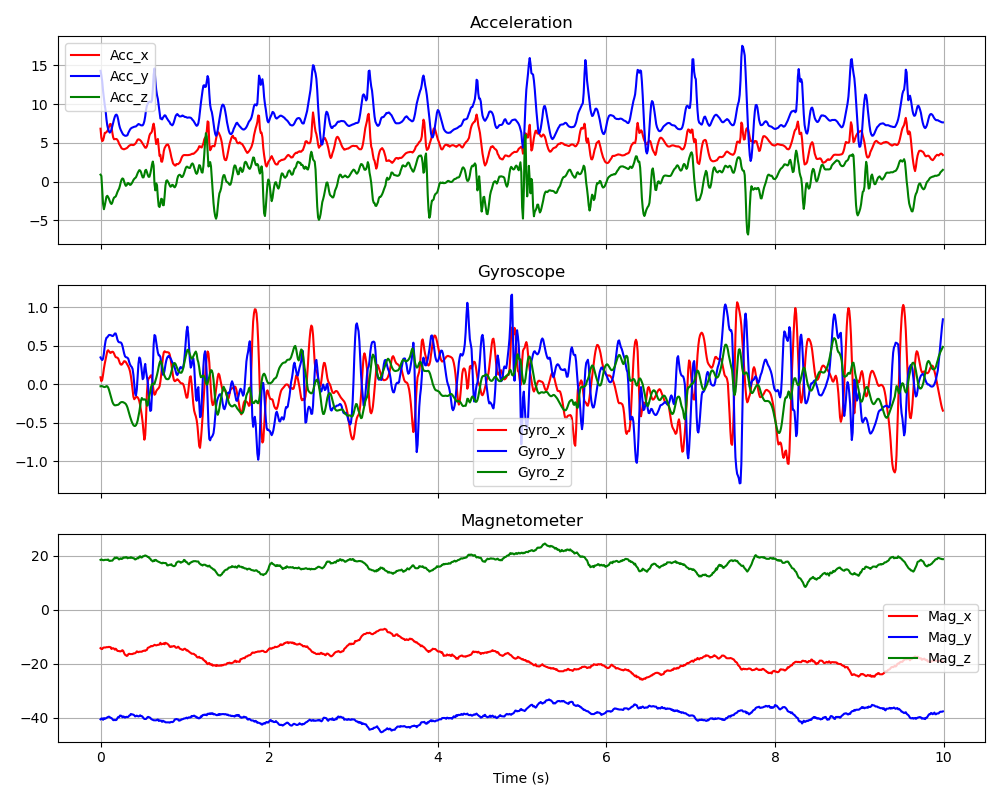 Acceleration
Acc_x
Acc_y
Acc_z
15
10
5
0
−5
Gyroscope
1.0
0.5
0.0
−0.5
−1.0
Gyro_x
Gyro_y
Gyro_z
Magnetometer
20
0
−20
−40
Mag_x
Mag_y
Mag_z
0 2 4 6 8 10
Time (s)